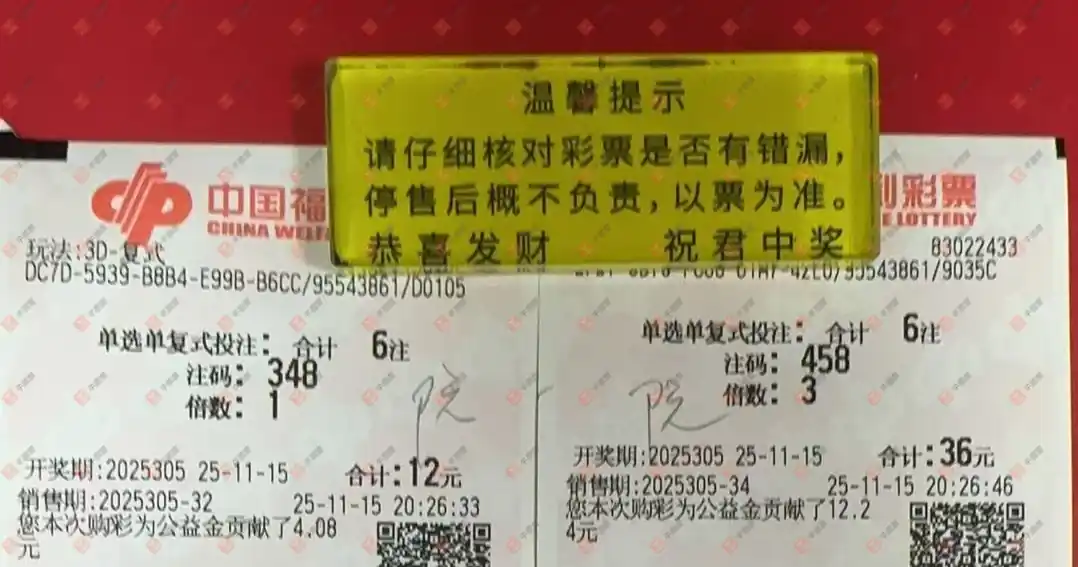 温馨提示
请仔细核对彩票是否有错漏,
停售后概不负责,以票为准。
恭喜发财 祝君中奖
中国福
CHINA WELF
玩法:3D-复式
DC7D-5939-B8B4-E99B-B6CC/95543861/D0105
单选单复式投注: 合计 6注
注码: 348
倍数: 1
院
开奖期:2025305 25-11-15 合计:12元
销售期:2025305-32 25-11-15 20:26:33
您本次购彩为公益金贡献了4.08
元
利彩票
E LOTTERY
83022433
/95543861/9035C
单选单复式投注: 合计 6注
注码: 458
倍数: 3
院
开奖期:2025305 25-11-15 合计:36元
销售期:2025305-34 25-11-15 20:26:46
您本次购彩为公益金贡献了12.2
4元